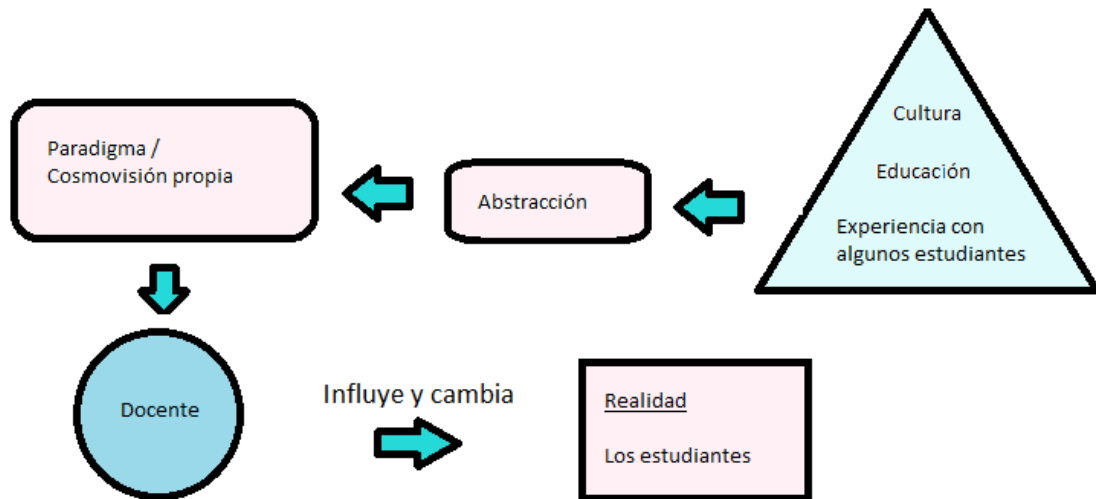 Cultura
Educación
Experiencia con
algunos estudiantes
Abstracción
Paradigma /
Cosmovisión propia
Docente
Influye y cambia
Realidad
Los estudiantes